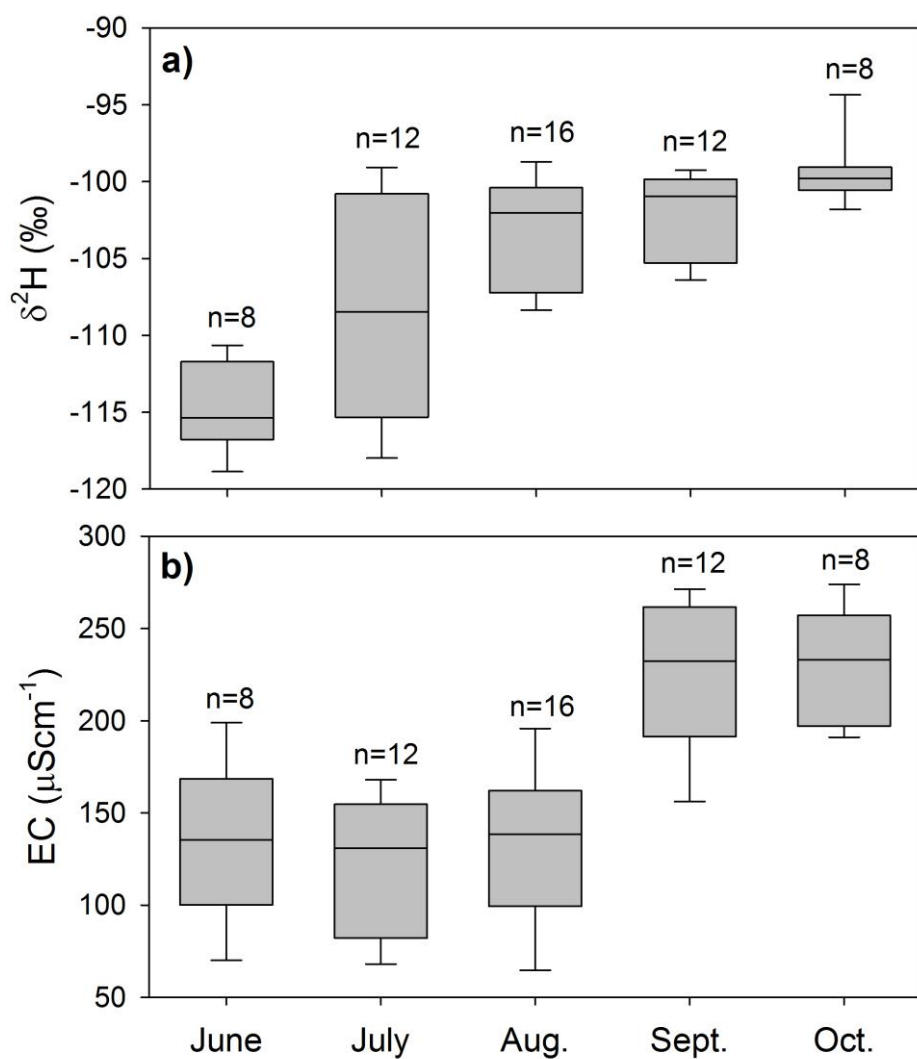 a)
δ²H (‰)
-90
-95
-100
-105
-110
-115
-120
n=8
n=12
n=16
n=12
n=8
b)
EC (μScm⁻¹)
300
250
200
150
100
50
n=8
n=12
n=16
n=12
n=8
June July Aug. Sept. Oct.